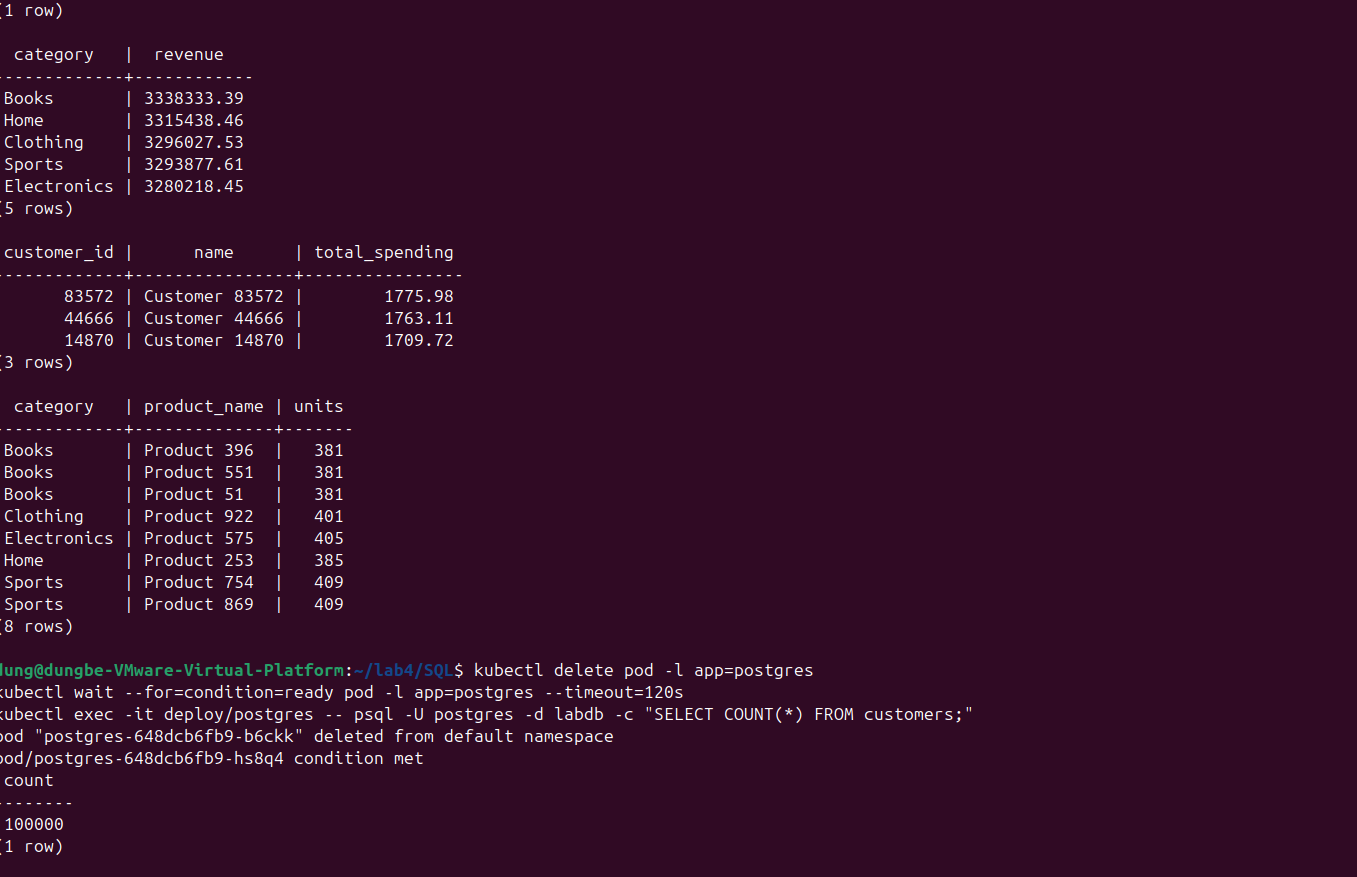 (1 row)
category | revenue
-------------+------------
Books | 3338333.39
Home | 3315438.46
Clothing | 3296027.53
Sports | 3293877.61
Electronics | 3280218.45
(5 rows)
customer_id | name | total_spending
-------------+----------------+----------------
83572 | Customer 83572 | 1775.98
44666 | Customer 44666 | 1763.11
14870 | Customer 14870 | 1709.72
(3 rows)
category | product_name | units
-------------+--------------+-------
Books | Product 396 | 381
Books | Product 551 | 381
Books | Product 51 | 381
Clothing | Product 922 | 401
Electronics | Product 575 | 405
Home | Product 253 | 385
Sports | Product 754 | 409
Sports | Product 869 | 409
(8 rows)
dung@dungbe-VMware-Virtual-Platform:~/lab4/SQL$ kubectl delete pod -l app=postgres
kubectl wait --for=condition=ready pod -l app=postgres --timeout=120s
kubectl exec -it deploy/postgres -- psql -U postgres -d labdb -c "SELECT COUNT(*) FROM customers;"
pod "postgres-648dcb6fb9-b6ckk" deleted from default namespace
pod/postgres-648dcb6fb9-hs8q4 condition met
count
--------
100000
(1 row)